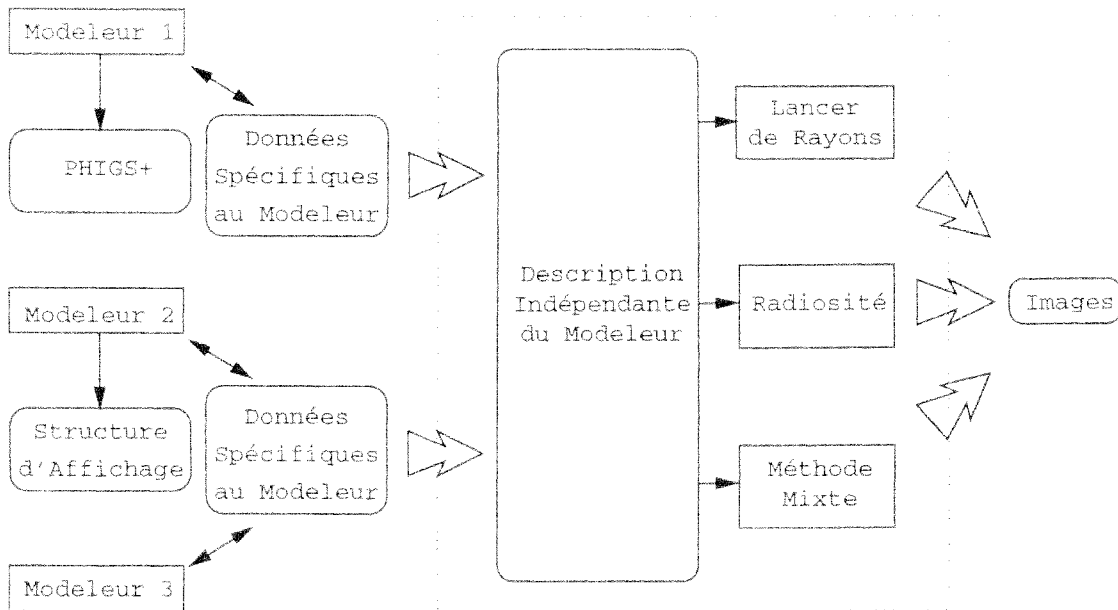 Modeleur 1
PHIGS+
Données
Spécifiques
au Modeleur
Modeleur 2
Structure
d'Affichage
Données
Spécifiques
au Modeleur
Modeleur 3
Description
Indépendante
du Modeleur
Lancer
de Rayons
Radiosité
Méthode
Mixte
Images